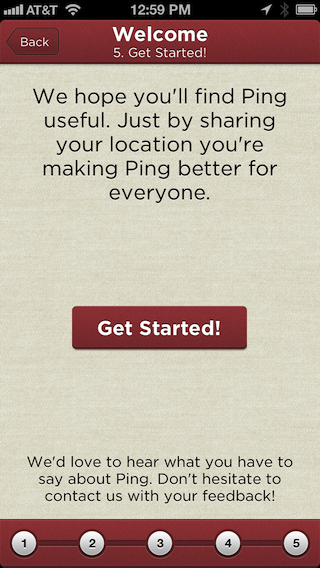 AT&T 12:59 PM
Back
Welcome
5. Get Started!
We hope you'll find Ping
useful. Just by sharing
your location you're
making Ping better for
everyone.
Get Started!
We'd love to hear what you have to
say about Ping. Don't hesitate to
contact us with your feedback!
1 2 3 4 5